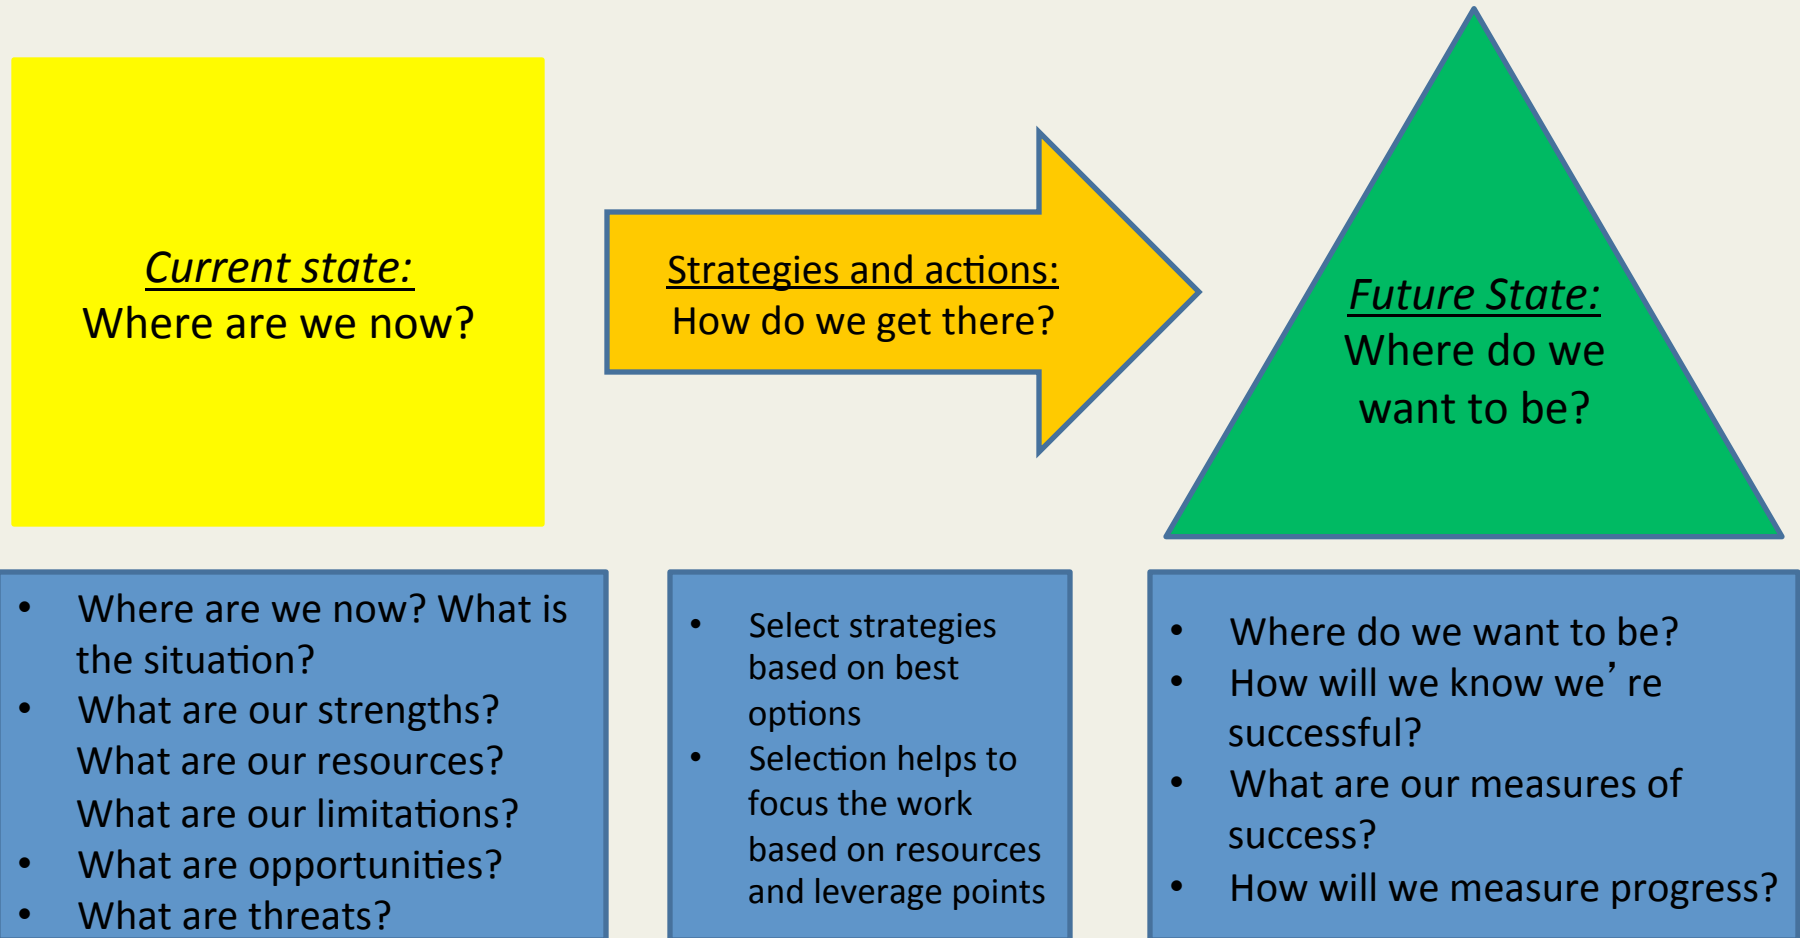 Current state:
Where are we now?
Strategies and actions:
How do we get there?
Future State:
Where do we
want to be?
• Where are we now? What is
the situation?
• What are our strengths?
What are our resources?
What are our limitations?
• What are opportunities?
• What are threats?
• Select strategies
based on best
options
• Selection helps to
focus the work
based on resources
and leverage points
• Where do we want to be?
• How will we know we’ re
successful?
• What are our measures of
success?
• How will we measure progress?